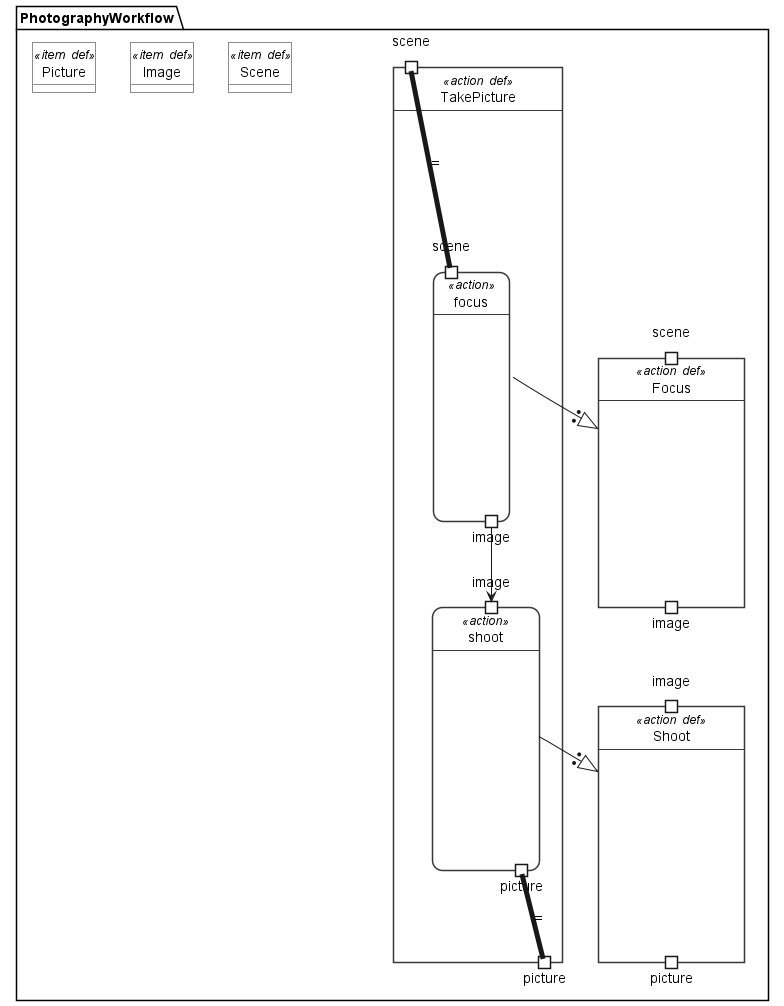 PhotographyWorkflow
«item def»
Picture
«item def»
Image
«item def»
Scene
scene
«action def»
TakePicture
=
scene
«action»
focus
scene
«action def»
Focus
image
image
image
«action»
shoot
image
«action def»
Shoot
picture
=
picture
picture